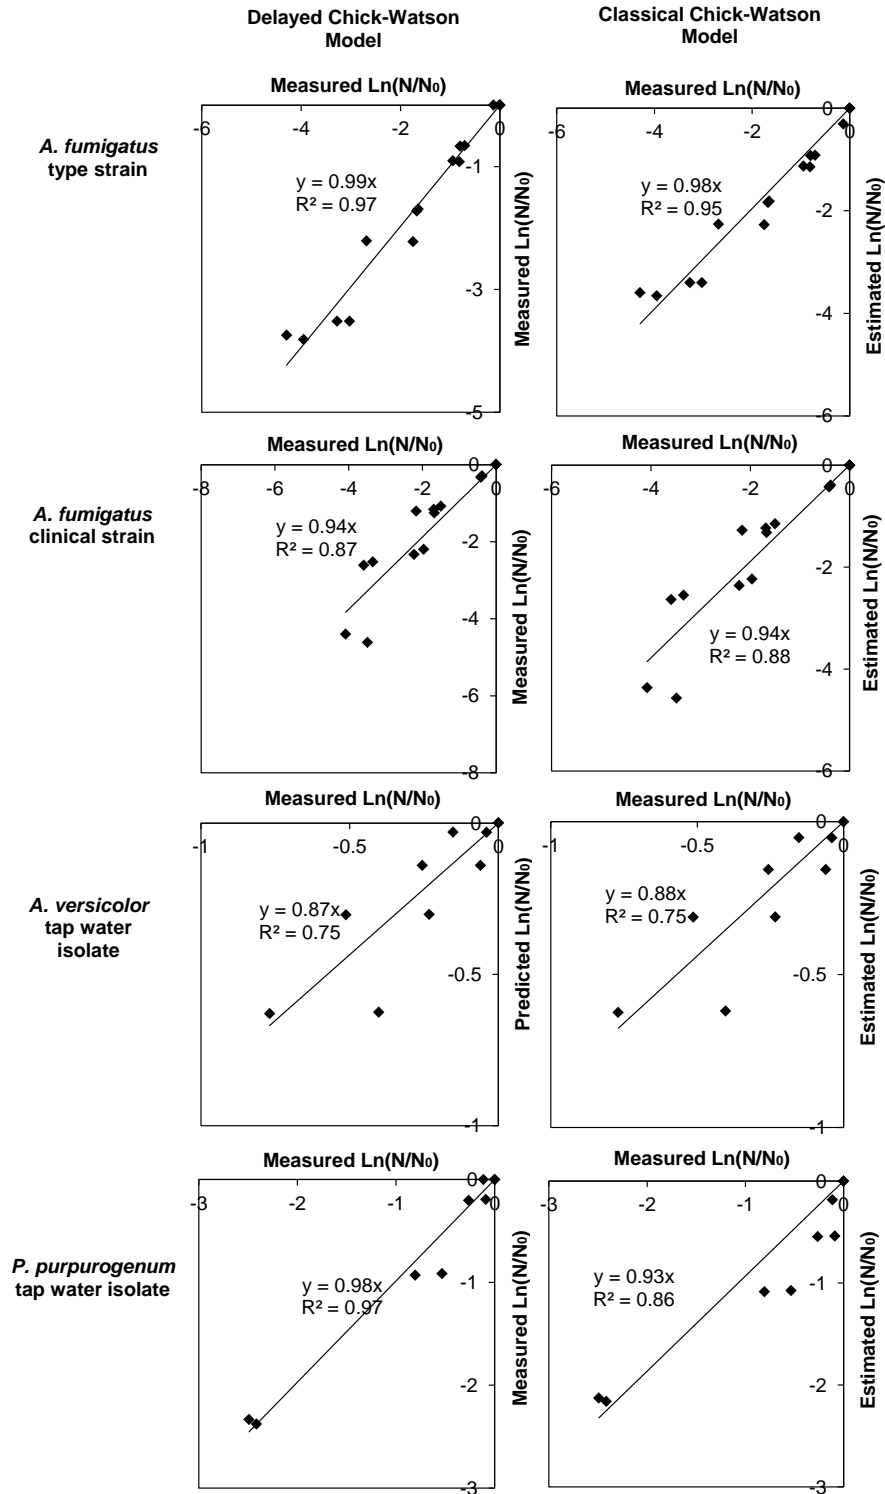 Delayed Chick-Watson
Model
Classical Chick-Watson
Model
A. fumigatus
type strain
Measured Ln(N/N₀)
-6
-4
-2
0
-1
-3
-5
y = 0.99x
R² = 0.97
Measured Ln(N/N₀)
Measured Ln(N/N₀)
-6
-4
-2
0
0
-2
-4
-6
y = 0.98x
R² = 0.95
Estimated Ln(N/N₀)
A. fumigatus
clinical strain
Measured Ln(N/N₀)
-8
-6
-4
-2
0
0
-2
-4
-6
-8
y = 0.94x
R² = 0.87
Measured Ln(N/N₀)
Measured Ln(N/N₀)
-6
-4
-2
0
0
-2
-4
-6
y = 0.94x
R² = 0.88
Estimated Ln(N/N₀)
A. versicolor
tap water
isolate
Measured Ln(N/N₀)
-1
-0.5
0
0
-0.5
-1
y = 0.87x
R² = 0.75
Predicted Ln(N/N₀)
Measured Ln(N/N₀)
-1
-0.5
0
0
-0.5
-1
y = 0.88x
R² = 0.75
Estimated Ln(N/N₀)
P. purpurogenum
tap water isolate
Measured Ln(N/N₀)
-3
-2
-1
0
0
-1
-2
-3
y = 0.98x
R² = 0.97
Measured Ln(N/N₀)
Measured Ln(N/N₀)
-3
-2
-1
0
0
-1
-2
-3
y = 0.93x
R² = 0.86
Estimated Ln(N/N₀)